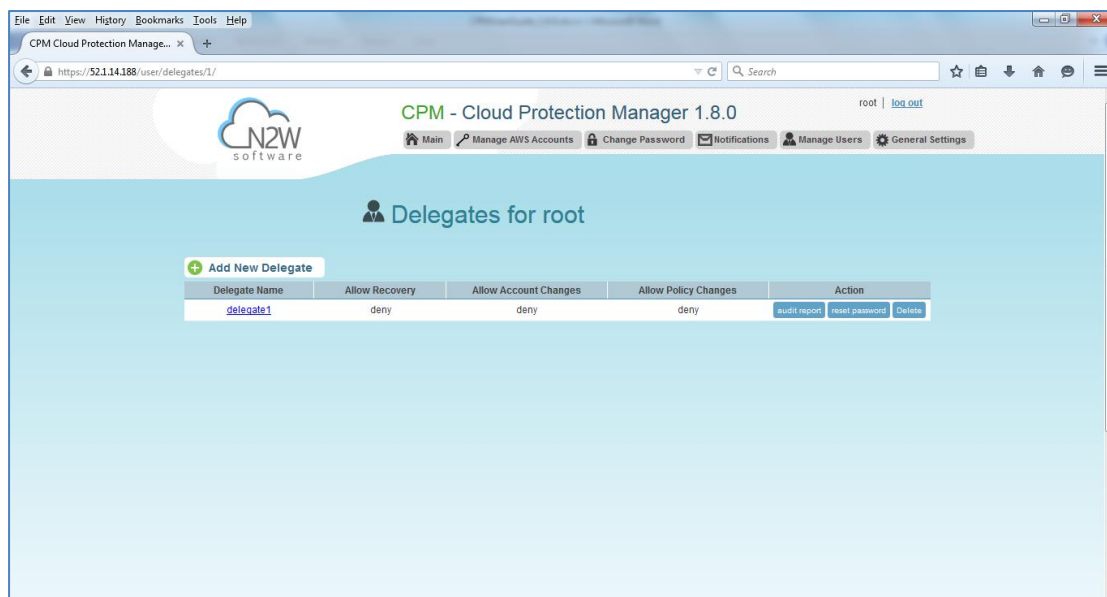 File Edit View History Bookmarks Tools Help
CPM Cloud Protection Manage... × +
https://52.1.14.188/user/delegates/1/ Search
root | log out
CPM - Cloud Protection Manager 1.8.0
N2W
software
Main Manage AWS Accounts Change Password Notifications Manage Users General Settings
Delegates for root
Add New Delegate
Delegate Name Allow Recovery Allow Account Changes Allow Policy Changes Action
delegate1 deny deny deny audit report reset password Delete